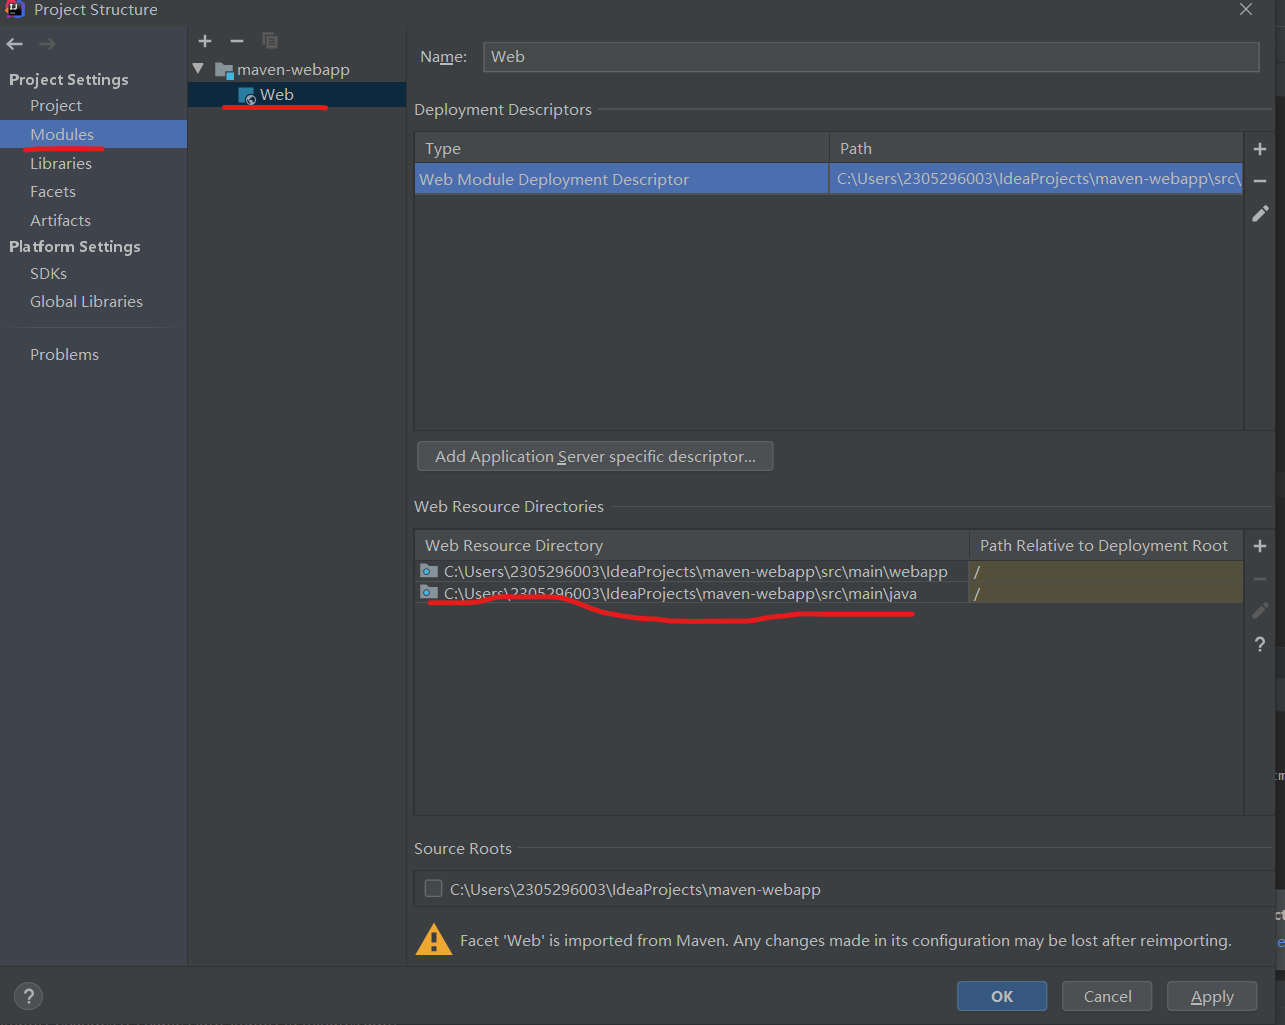 Project Structure
Project Settings
Project
Modules
Libraries
Facets
Artifacts
Platform Settings
SDKs
Global Libraries
Problems
maven-webapp
Web
Name: Web
Deployment Descriptors
Type Path
Web Module Deployment Descriptor C:\Users\2305296003\IdeaProjects\maven-webapp\src\
Add Application Server specific descriptor...
Web Resource Directories
Web Resource Directory Path Relative to Deployment Root
C:\Users\2305296003\IdeaProjects\maven-webapp\src\main\webapp /
C:\Users\2305296003\IdeaProjects\maven-webapp\src\main\java /
?
Source Roots
C:\Users\2305296003\IdeaProjects\maven-webapp
Facet 'Web' is imported from Maven. Any changes made in its configuration may be lost after reimporting.
?
OK Cancel Apply